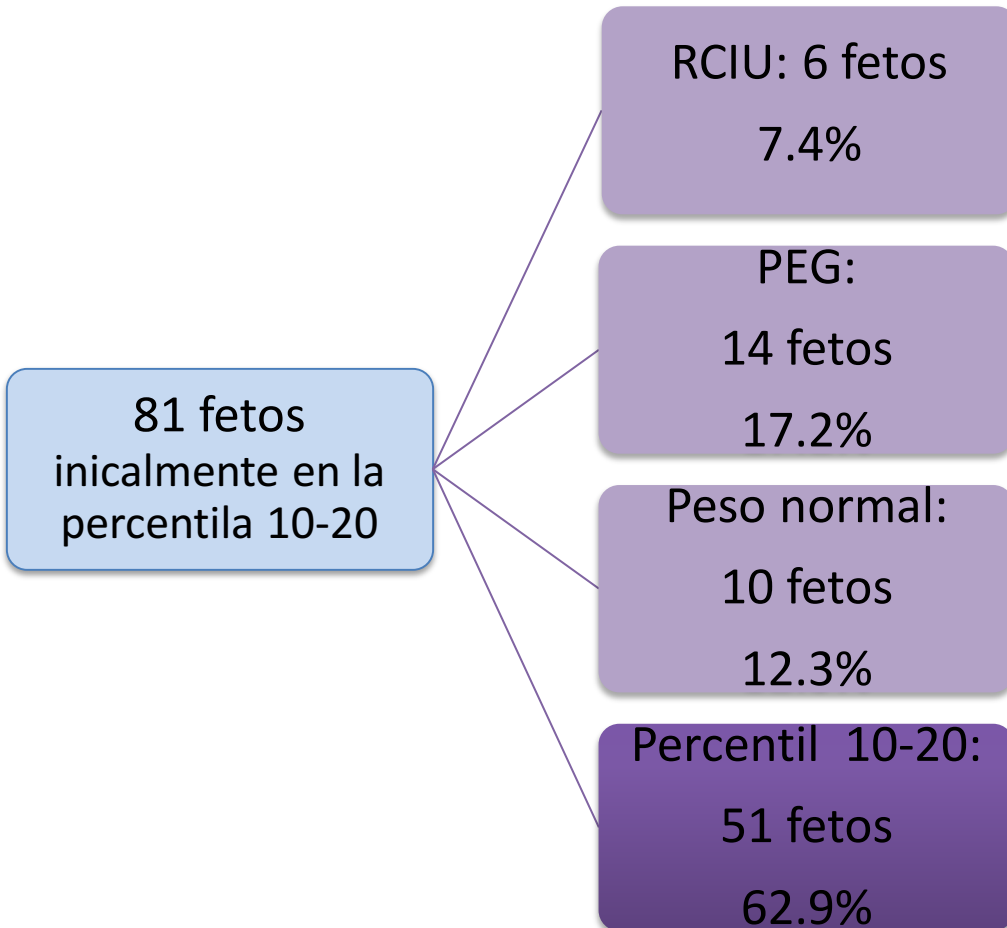 81 fetos
inicalmente en la
percentila 10-20
RCIU: 6 fetos
7.4%
PEG:
14 fetos
17.2%
Peso normal:
10 fetos
12.3%
Percentil  10-20:
51 fetos
62.9%